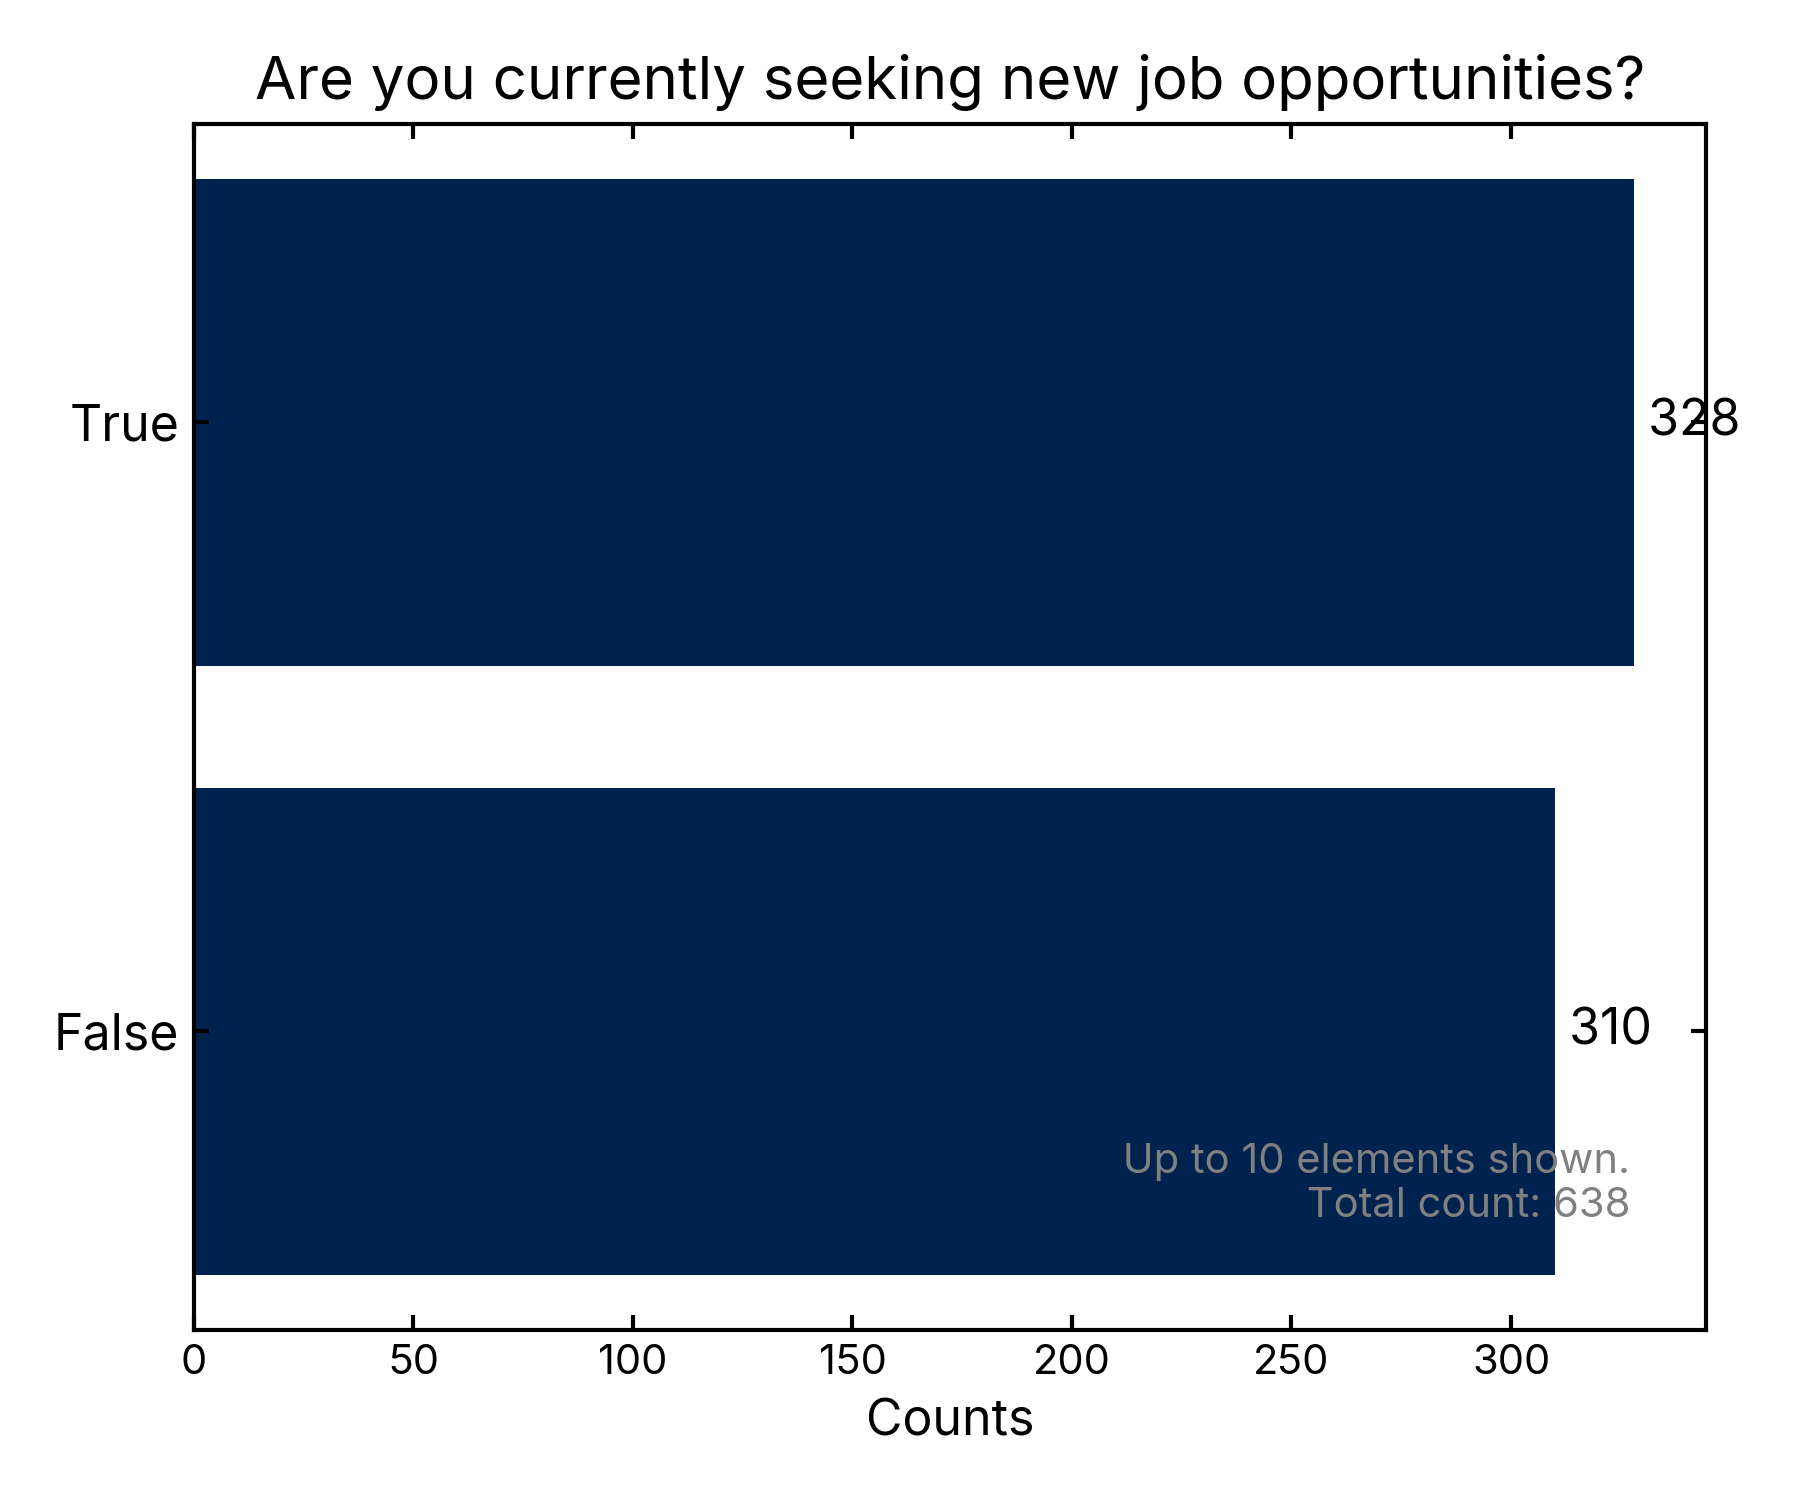 Are you currently seeking new job opportunities?
True
328
False
310
Up to 10 elements shown.
Total count: 638
0 50 100 150 200 250 300
Counts